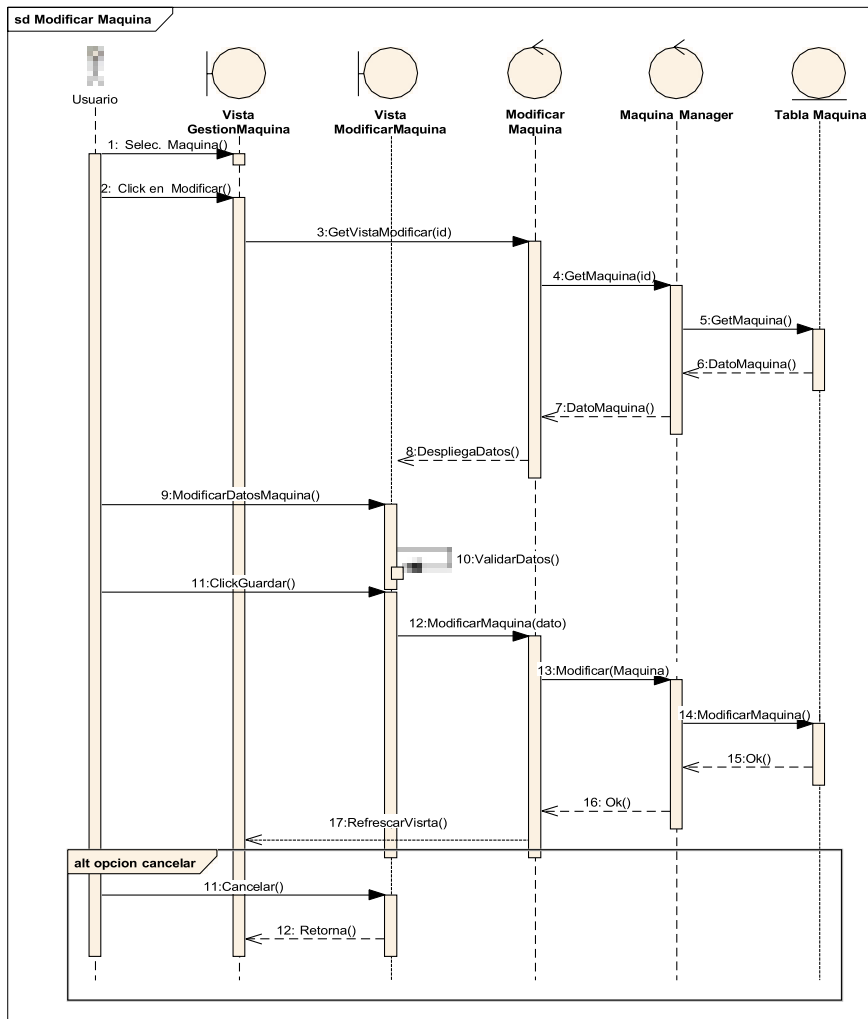 sd Modificar Maquina
Usuario
Vista
GestionMaquina
Vista
ModificarMaquina
Modificar
Maquina
Maquina Manager
Tabla Maquina
1: Selec. Maquina()
2: Click en Modificar()
3:GetVistaModificar(id)
4:GetMaquina(id)
5:GetMaquina()
6:DatoMaquina()
7:DatoMaquina()
8:DespliegaDatos()
9:ModificarDatosMaquina()
10:ValidarDatos()
11:ClickGuardar()
12:ModificarMaquina(dato)
13:Modificar(Maquina)
14:ModificarMaquina()
15:Ok()
16: Ok()
17:RefrescarVisrta()
alt opcion cancelar
11:Cancelar()
12: Retorna()